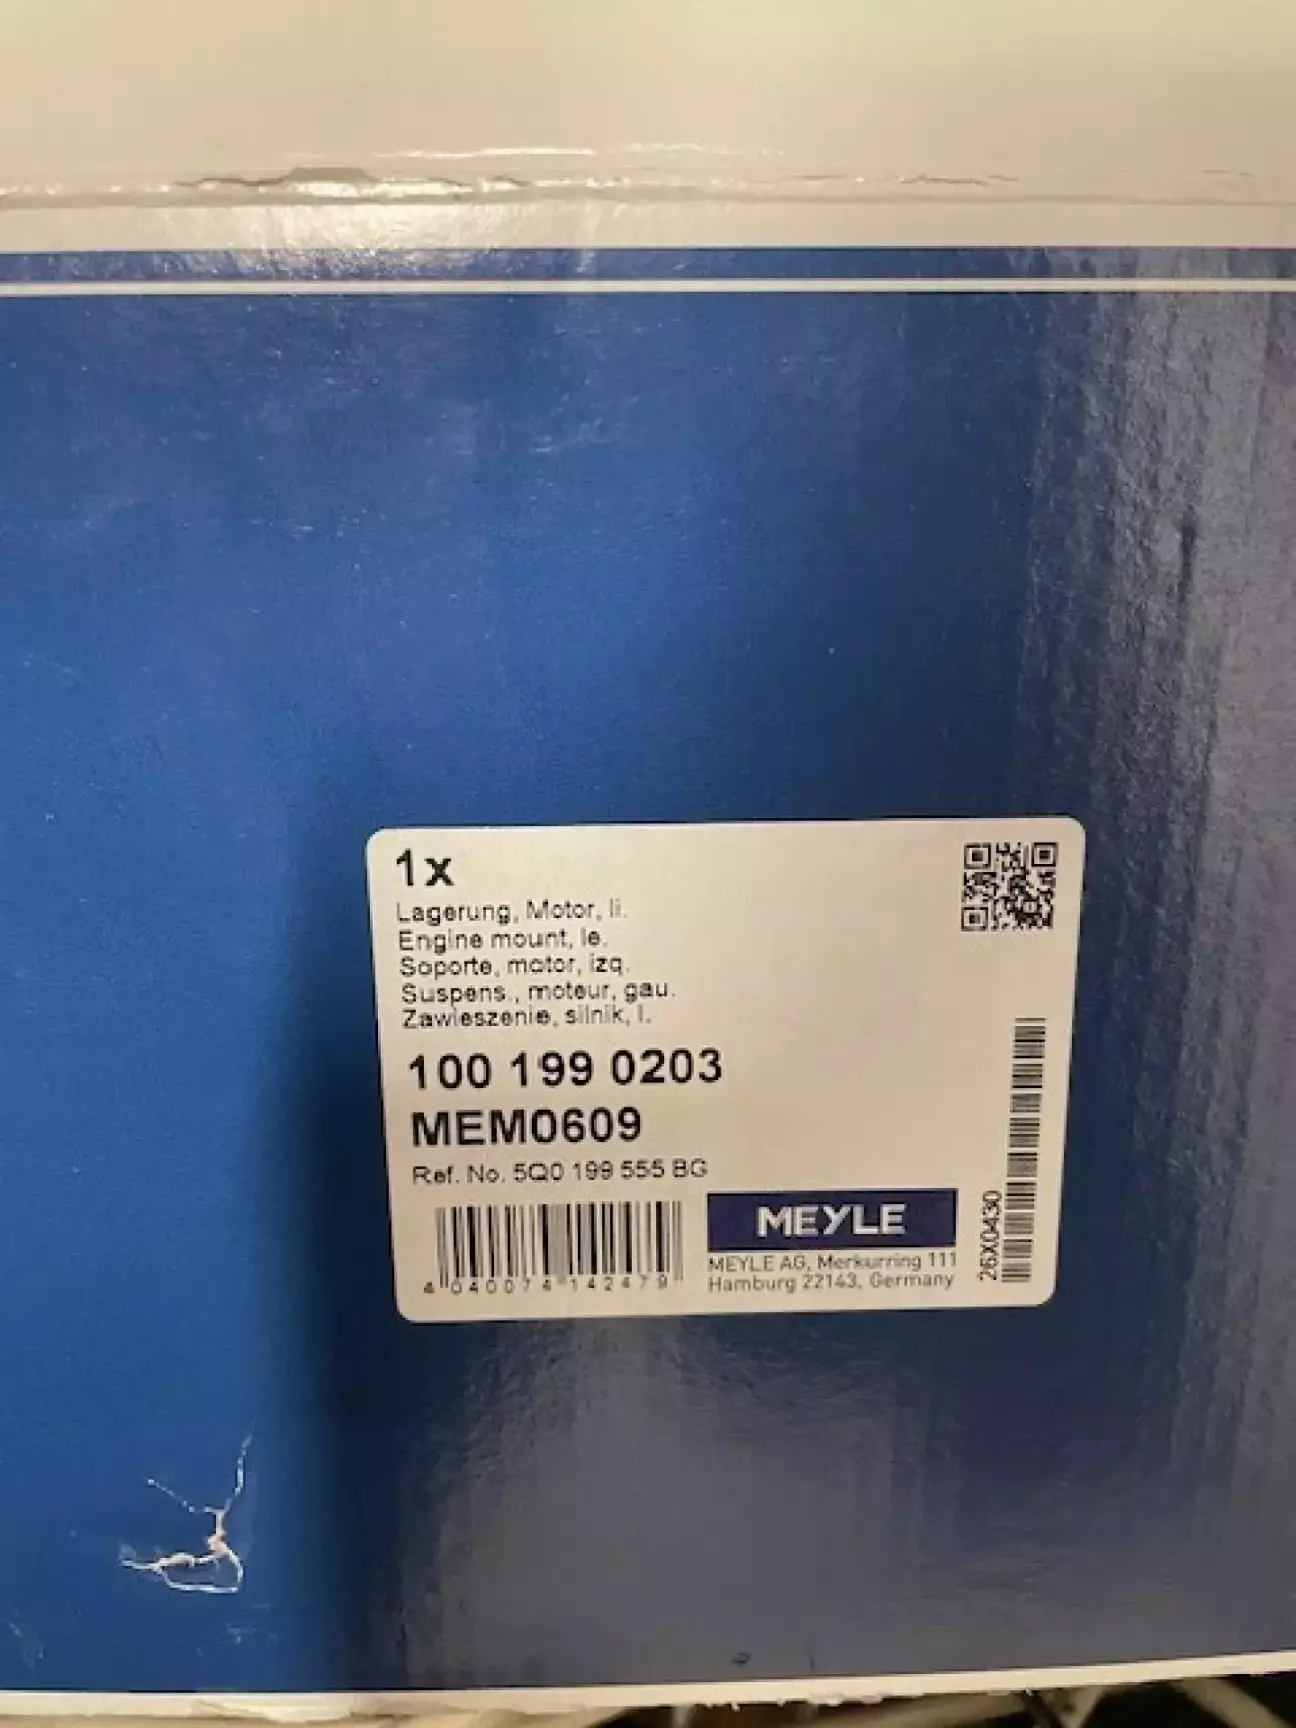 1x
Lagerung, Motor, li.
Engine mount, le.
Soporte, motor, izq.
Suspens., moteur, gau.
Zawieszenie, silnik, l.
100 199 0203
MEM0609
Ref. No. 5Q0 199 555 BG
4 040074 142479
MEYLE
MEYLE AG, Merkurring 111
Hamburg 22143, Germany
26X0430